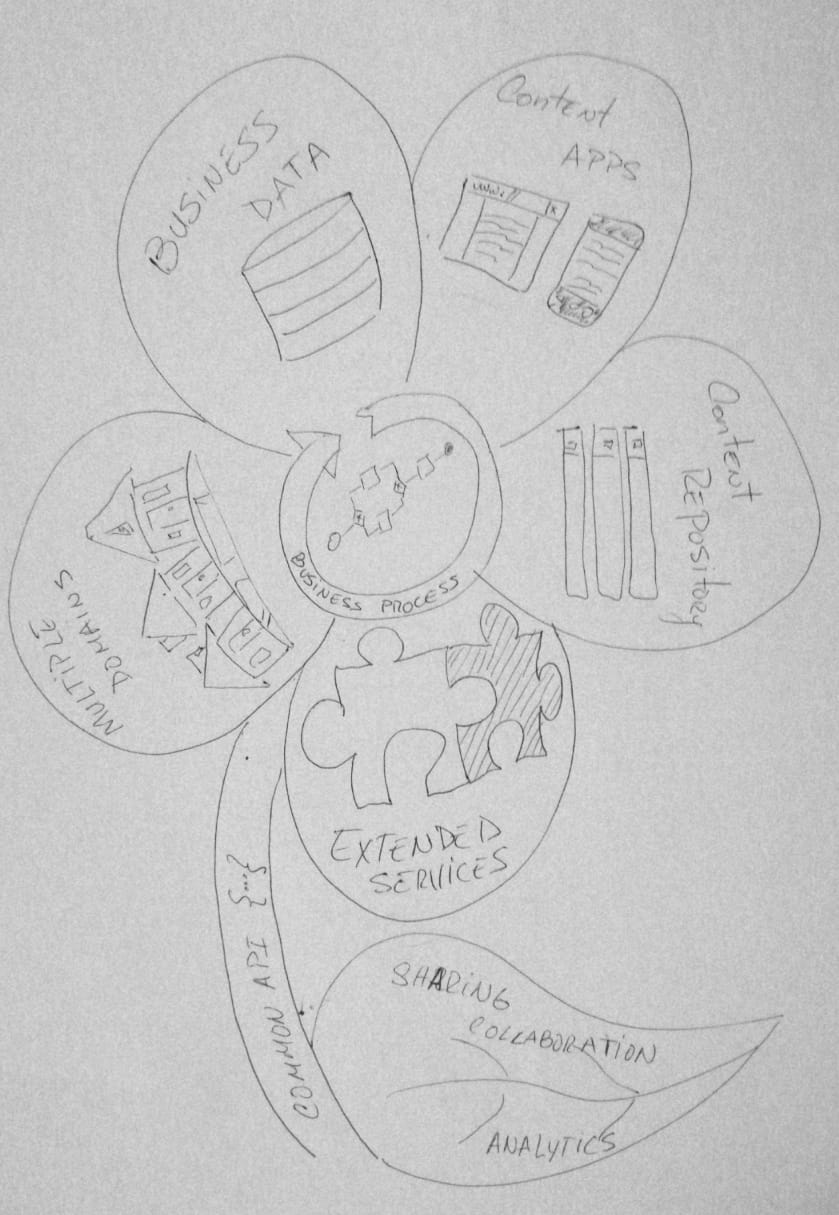 BUSiNESS
DATA
Content
APPS
www.//
x
Content
REPOSitory
BUSINESS PROCESS
MULTIPLE
DOMAINS
EXTENDED
SERVICES
COMMON API {...}
SHARING
COLLABORATION
ANALYTICS